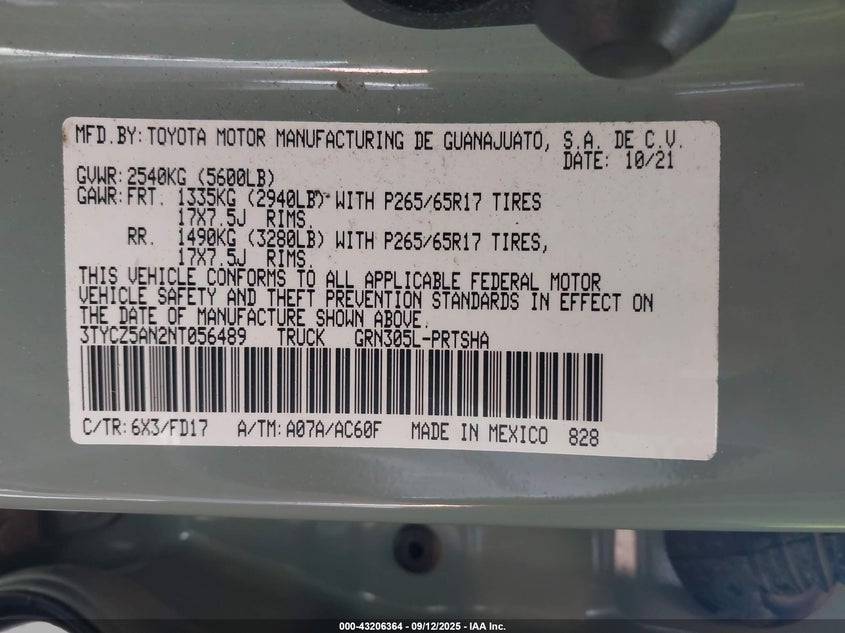 MFD.BY: TOYOTA MOTOR MANUFACTURING DE GUANAJUATO, S.A. DE C.V.
DATE: 10/21
GVWR: 2540KG (5600LB)
GAWR: FRT. 1335KG (2940LB) WITH P265/65R17 TIRES
17X7.5J RIMS.
RR. 1490KG (3280LB) WITH P265/65R17 TIRES,
17X7.5J RIMS.
THIS VEHICLE CONFORMS TO ALL APPLICABLE FEDERAL MOTOR
VEHICLE SAFETY AND THEFT PREVENTION STANDARDS IN EFFECT ON
THE DATE OF MANUFACTURE SHOWN ABOVE.
3TYCZ5AN2NT056489 TRUCK GRN305L-PRTSHA
C/TR: 6X3/FD17 A/TM: A07A/AC60F MADE IN MEXICO 828
000-43206364 - 09/12/2025 - IAA Inc.